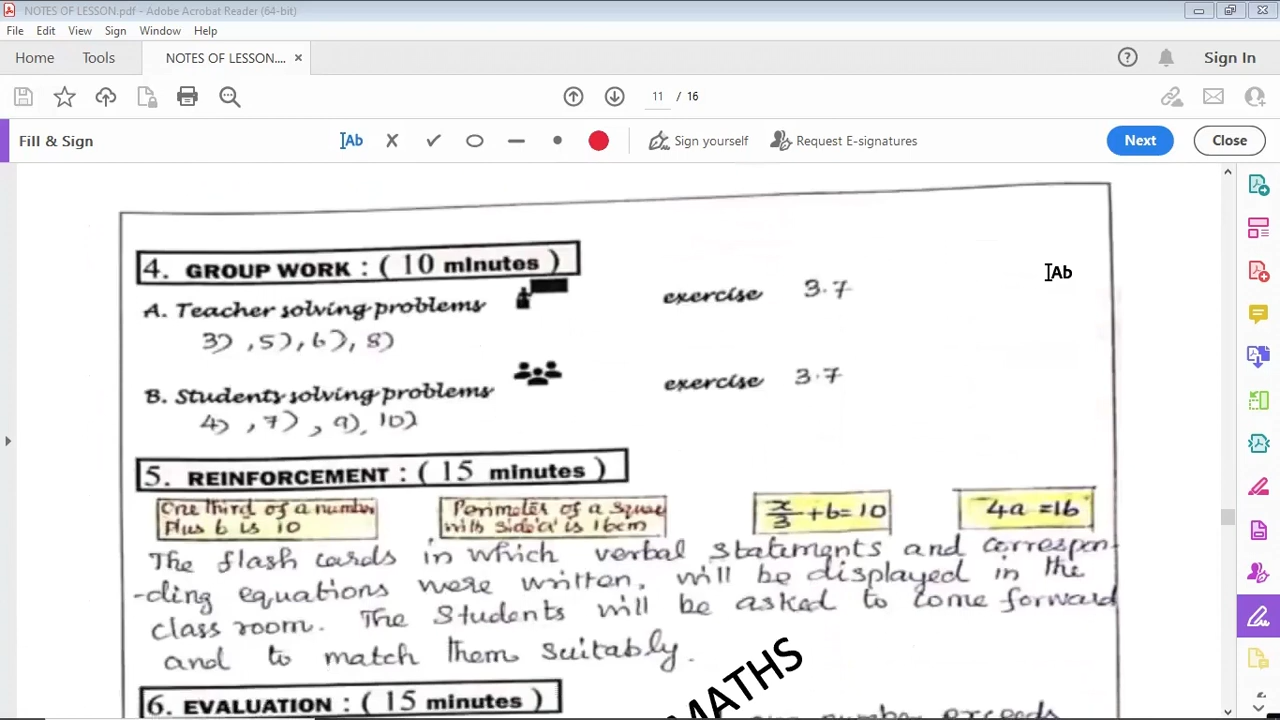 NOTES OF LESSON.pdf - Adobe Acrobat Reader (64-bit)
File Edit View Sign Window Help
Home Tools NOTES OF LESSON.... × Sign In
11 / 16
Fill & Sign Ab Sign yourself Request E-signatures Next Close
4. GROUP WORK : ( 10 minutes )
Ab
A. Teacher solving problems exercise 3.7
3) , 5) , 6) , 8)
B. Students solving problems exercise 3.7
4) , 7) , 9) , 10)
5. REINFORCEMENT : ( 15 minutes )
One third of a number Plus 6 is 10
Perimeter of a square with side 'a' is 16cm
x/3 + 6 = 10
4a = 16
The flash cards in which verbal statements and correspon-
-ding equations were written, will be displayed in the
class room. The Students will be asked to come forward
and to match them suitably.
MATHS
6. EVALUATION : ( 15 minutes )
number exceeds